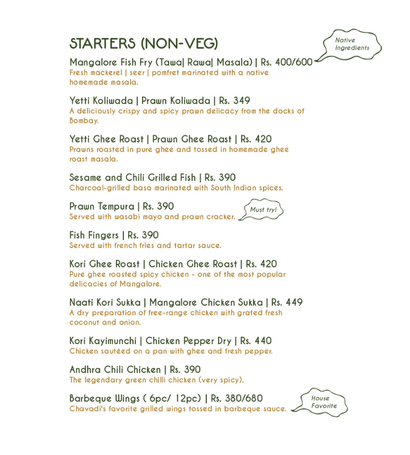 STARTERS (NON-VEG)
Native
Ingredients
Mangalore Fish Fry (Tawa| Rawa| Masala) | Rs. 400/600
Fresh mackerel | seer | pomfret marinated with a native
homemade masala.
Yetti Koliwada | Prawn Koliwada | Rs. 349
A deliciously crispy and spicy prawn delicacy from the docks of
Bombay.
Yetti Ghee Roast | Prawn Ghee Roast | Rs. 420
Prawns roasted in pure ghee and tossed in homemade ghee
roast masala.
Sesame and Chili Grilled Fish | Rs. 390
Charcoal-grilled basa marinated with South Indian spices.
Prawn Tempura | Rs. 390
Served with wasabi mayo and prawn cracker.
Must try!
Fish Fingers | Rs. 390
Served with french fries and tartar sauce.
Kori Ghee Roast | Chicken Ghee Roast | Rs. 420
Pure ghee roasted spicy chicken - one of the most popular
delicacies of Mangalore.
Naati Kori Sukka | Mangalore Chicken Sukka | Rs. 449
A dry preparation of free-range chicken with grated fresh
coconut and onion.
Kori Kayimunchi | Chicken Pepper Dry | Rs. 440
Chicken sautéed on a pan with ghee and fresh pepper.
Andhra Chili Chicken | Rs. 390
The legendary green chilli chicken (very spicy).
Barbeque Wings ( 6pc/ 12pc) | Rs. 380/680
Chavadi's favorite grilled wings tossed in barbeque sauce.
House
Favorite